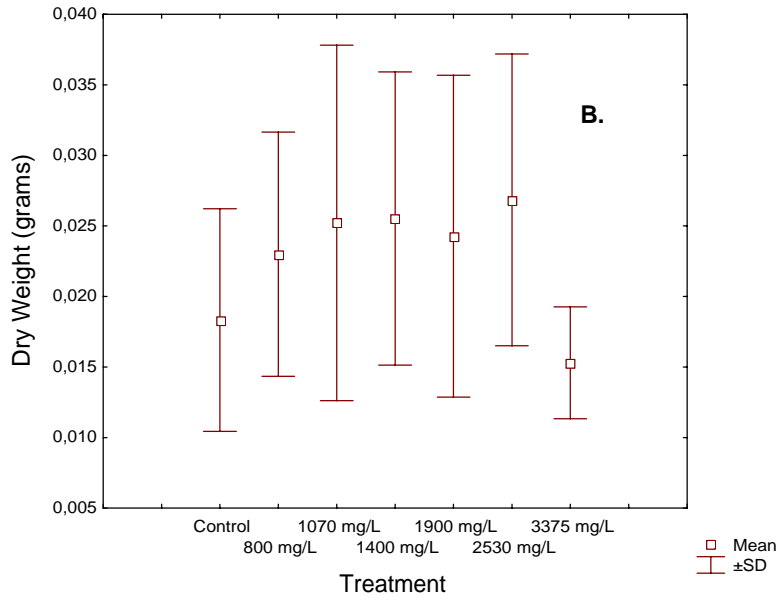 0,040
0,035
0,030
0,025
0,020
0,015
0,010
0,005
Dry Weight (grams)
B.
Control 1070 mg/L 1900 mg/L 3375 mg/L
800 mg/L 1400 mg/L 2530 mg/L
Treatment
Mean
±SD